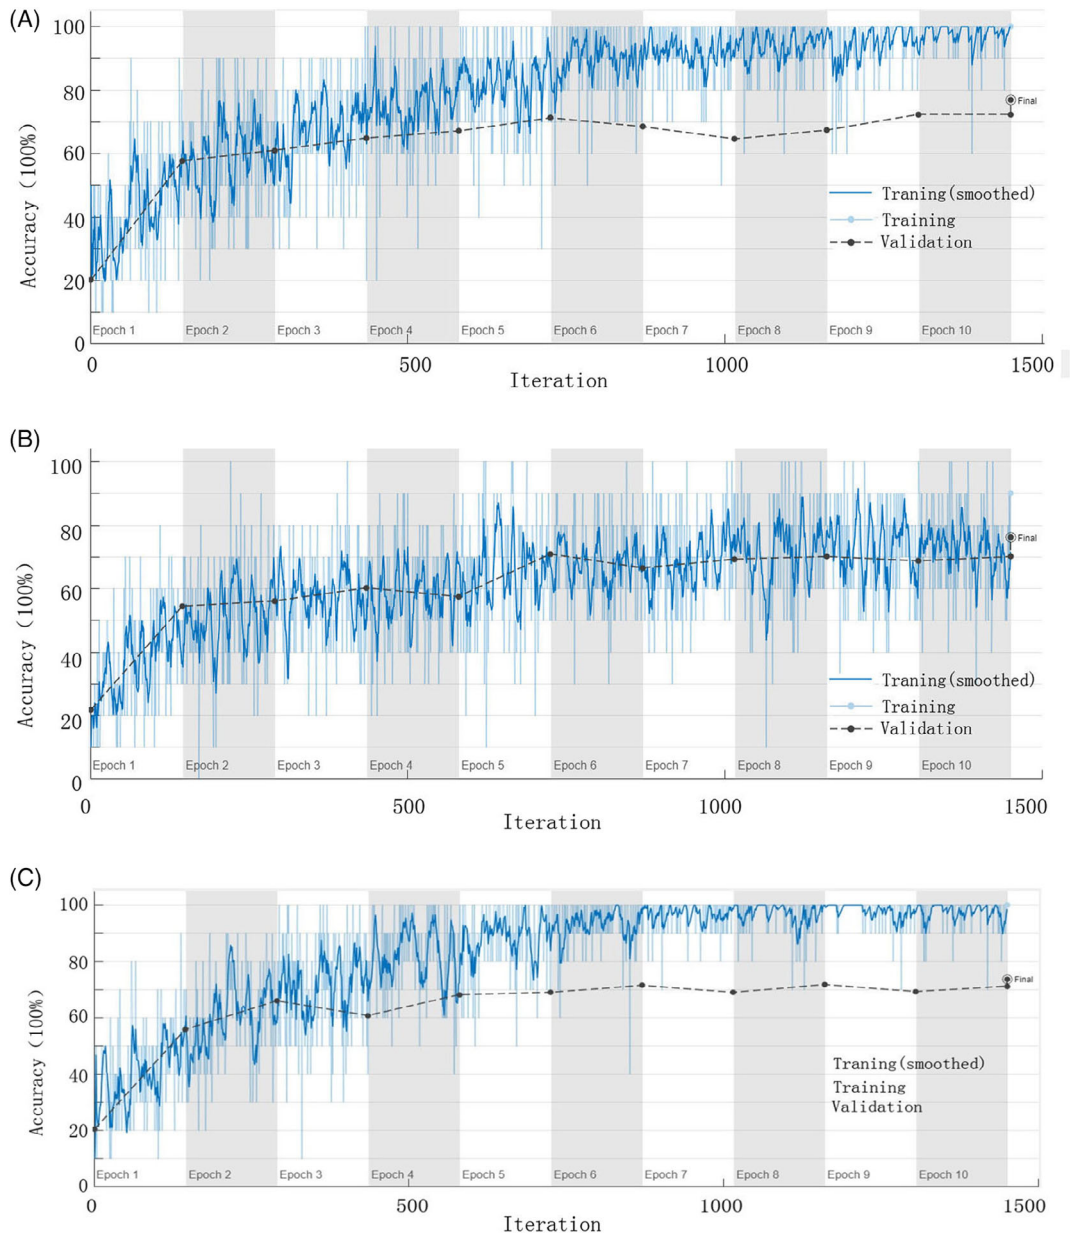 (A)
100
80
60
40
20
0
Accuracy (100%)
Final
Traning(smoothed)
Training
Validation
Epoch 1 Epoch 2 Epoch 3 Epoch 4 Epoch 5 Epoch 6 Epoch 7 Epoch 8 Epoch 9 Epoch 10
0 500 1000 1500
Iteration
(B)
100
80
60
40
20
0
Accuracy (100%)
Final
Traning(smoothed)
Training
Validation
Epoch 1 Epoch 2 Epoch 3 Epoch 4 Epoch 5 Epoch 6 Epoch 7 Epoch 8 Epoch 9 Epoch 10
0 500 1000 1500
Iteration
(C)
100
80
60
40
20
0
Accuracy (100%)
Final
Traning(smoothed)
Training
Validation
Epoch 1 Epoch 2 Epoch 3 Epoch 4 Epoch 5 Epoch 6 Epoch 7 Epoch 8 Epoch 9 Epoch 10
0 500 1000 1500
Iteration